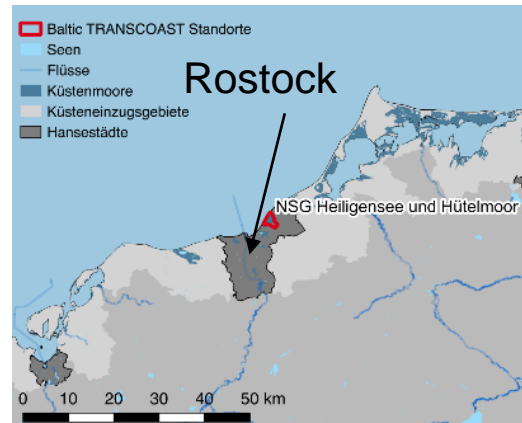 Baltic TRANSCOAST Standorte
Seen
Flüsse
Küstenmoore
Küsteneinzugsgebiete
Hansestädte
Rostock
NSG Heiligensee und Hütelmoor
0 10 20 30 40 50 km